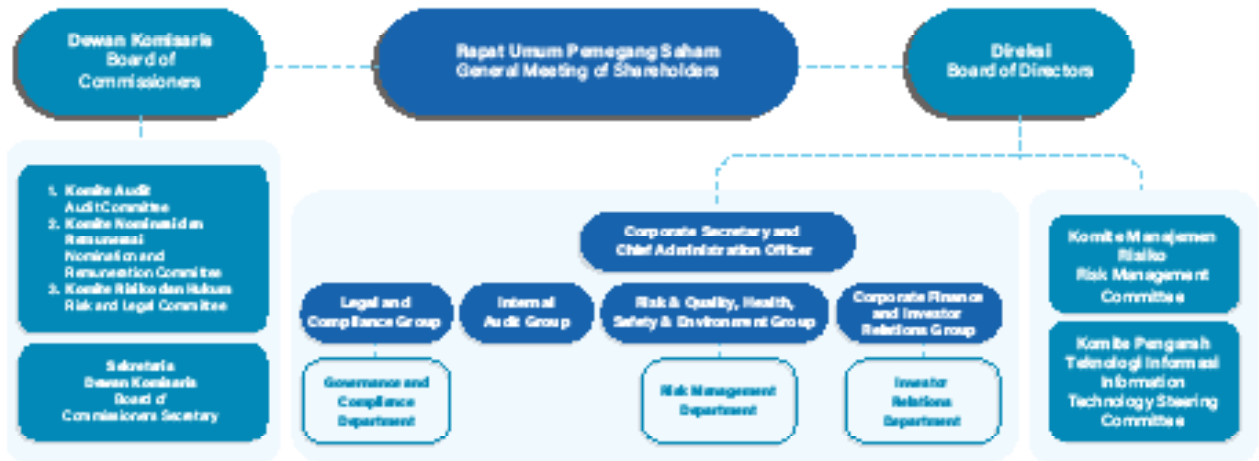 Dewan Komisaris
Board of
Commissioners
Rapat Umum Pemegang Saham
General Meeting of Shareholders
Direksi
Board of Directors
1. Komite Audit
Audit Committee
2. Komite Nominasi dan
Remunerasi
Nomination and
Remuneration Committee
3. Komite Risiko dan Hukum
Risk and Legal Committee
Sekretaris
Dewan Komisaris
Board of
Commissioners Secretary
Corporate Secretary and
Chief Administration Officer
Legal and
Compliance Group
Internal
Audit Group
Risk & Quality, Health,
Safety & Environment Group
Corporate Finance
and Investor
Relations Group
Governance and
Compliance
Department
Risk Management
Department
Investor
Relations
Department
Komite Manajemen
Risiko
Risk Management
Committee
Komite Pengarah
Teknologi Informasi
Information
Technology Steering
Committee